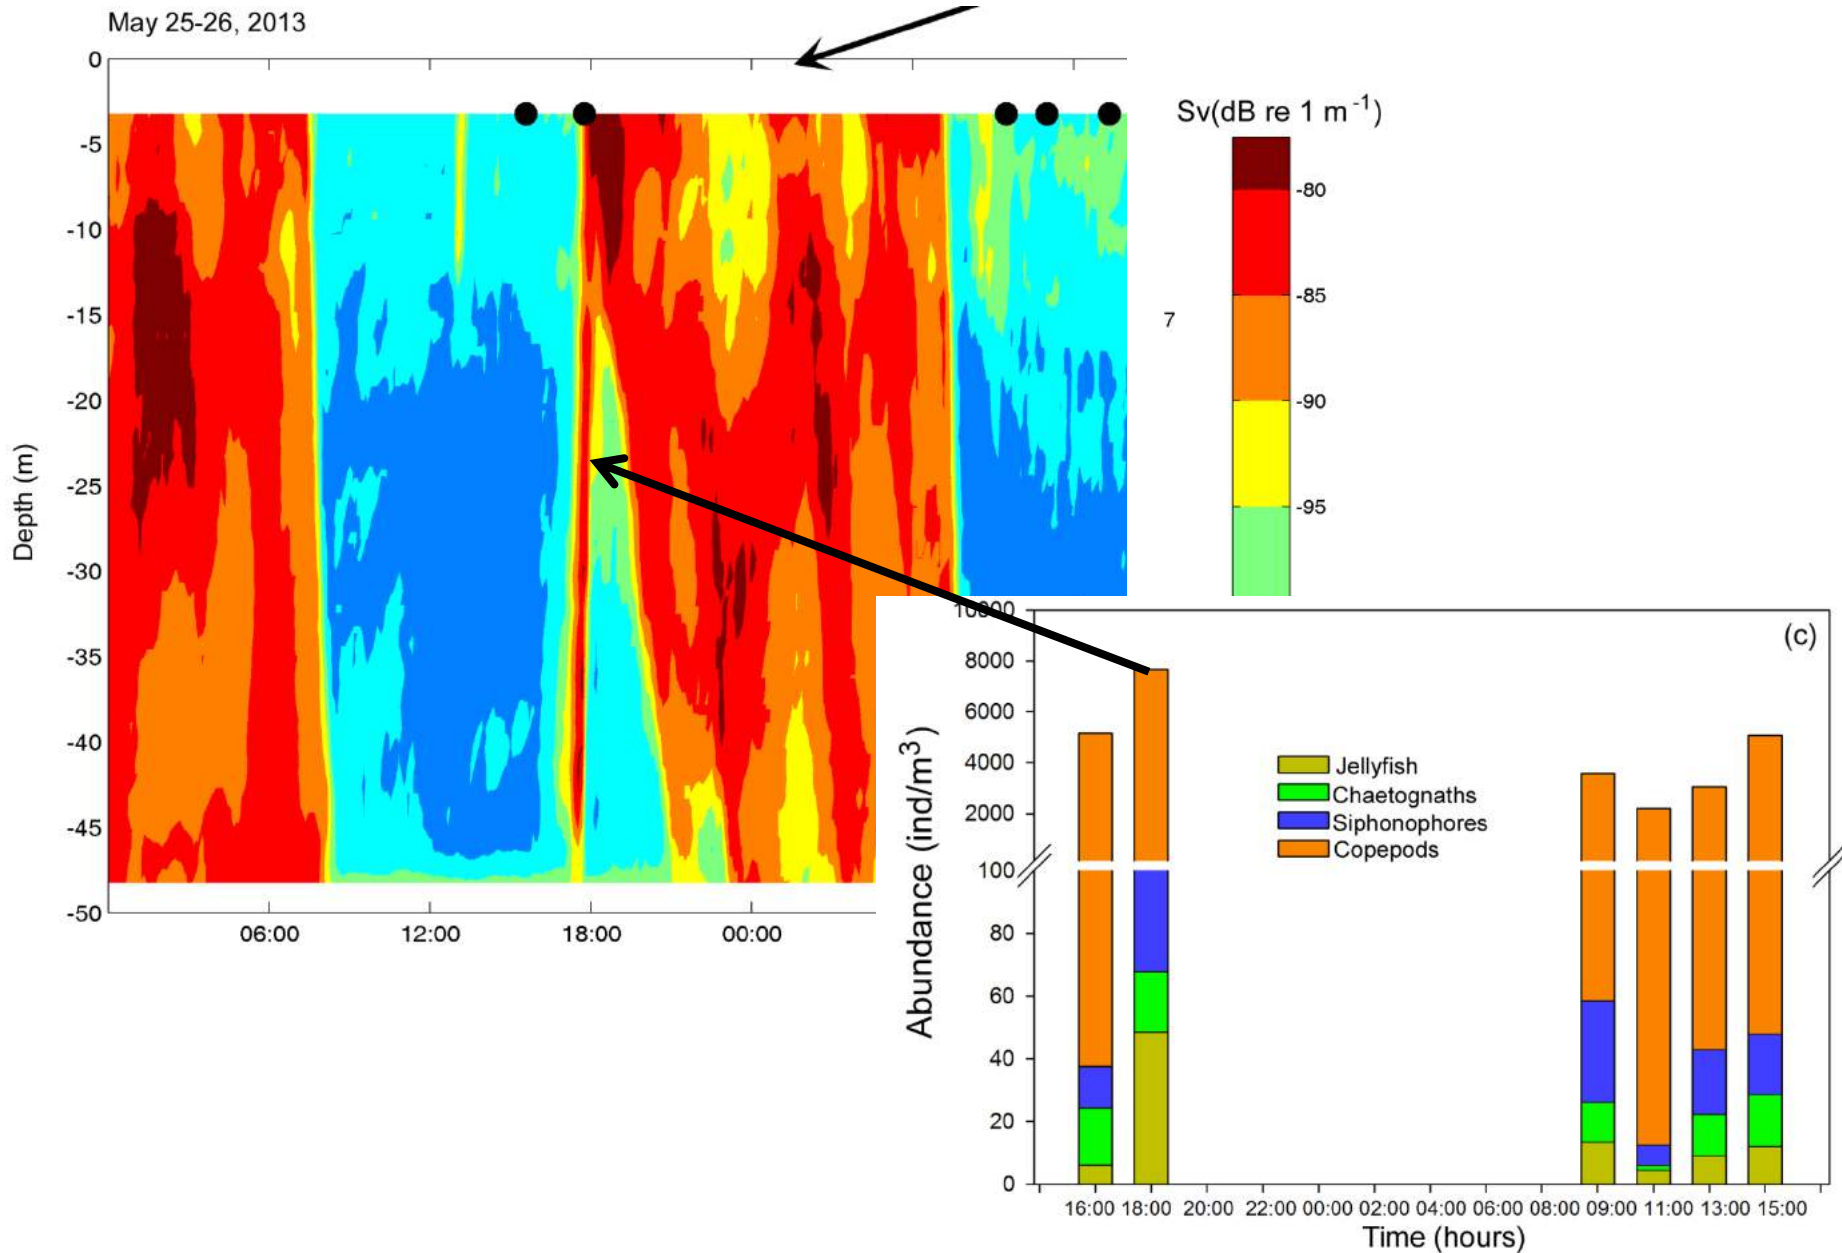 May 25-26, 2013
0
-5
-10
-15
-20
-25
-30
-35
-40
-45
-50
Depth (m)
06:00
12:00
18:00
00:00
Sv(dB re 1 m⁻¹)
-80
-85
-90
-95
7
(c)
10000
8000
6000
4000
2000
100
80
60
40
20
0
Abundance (ind/m³)
Jellyfish
Chaetognaths
Siphonophores
Copepods
16:00 18:00 20:00 22:00 00:00 02:00 04:00 06:00 08:00 09:00 11:00 13:00 15:00
Time (hours)